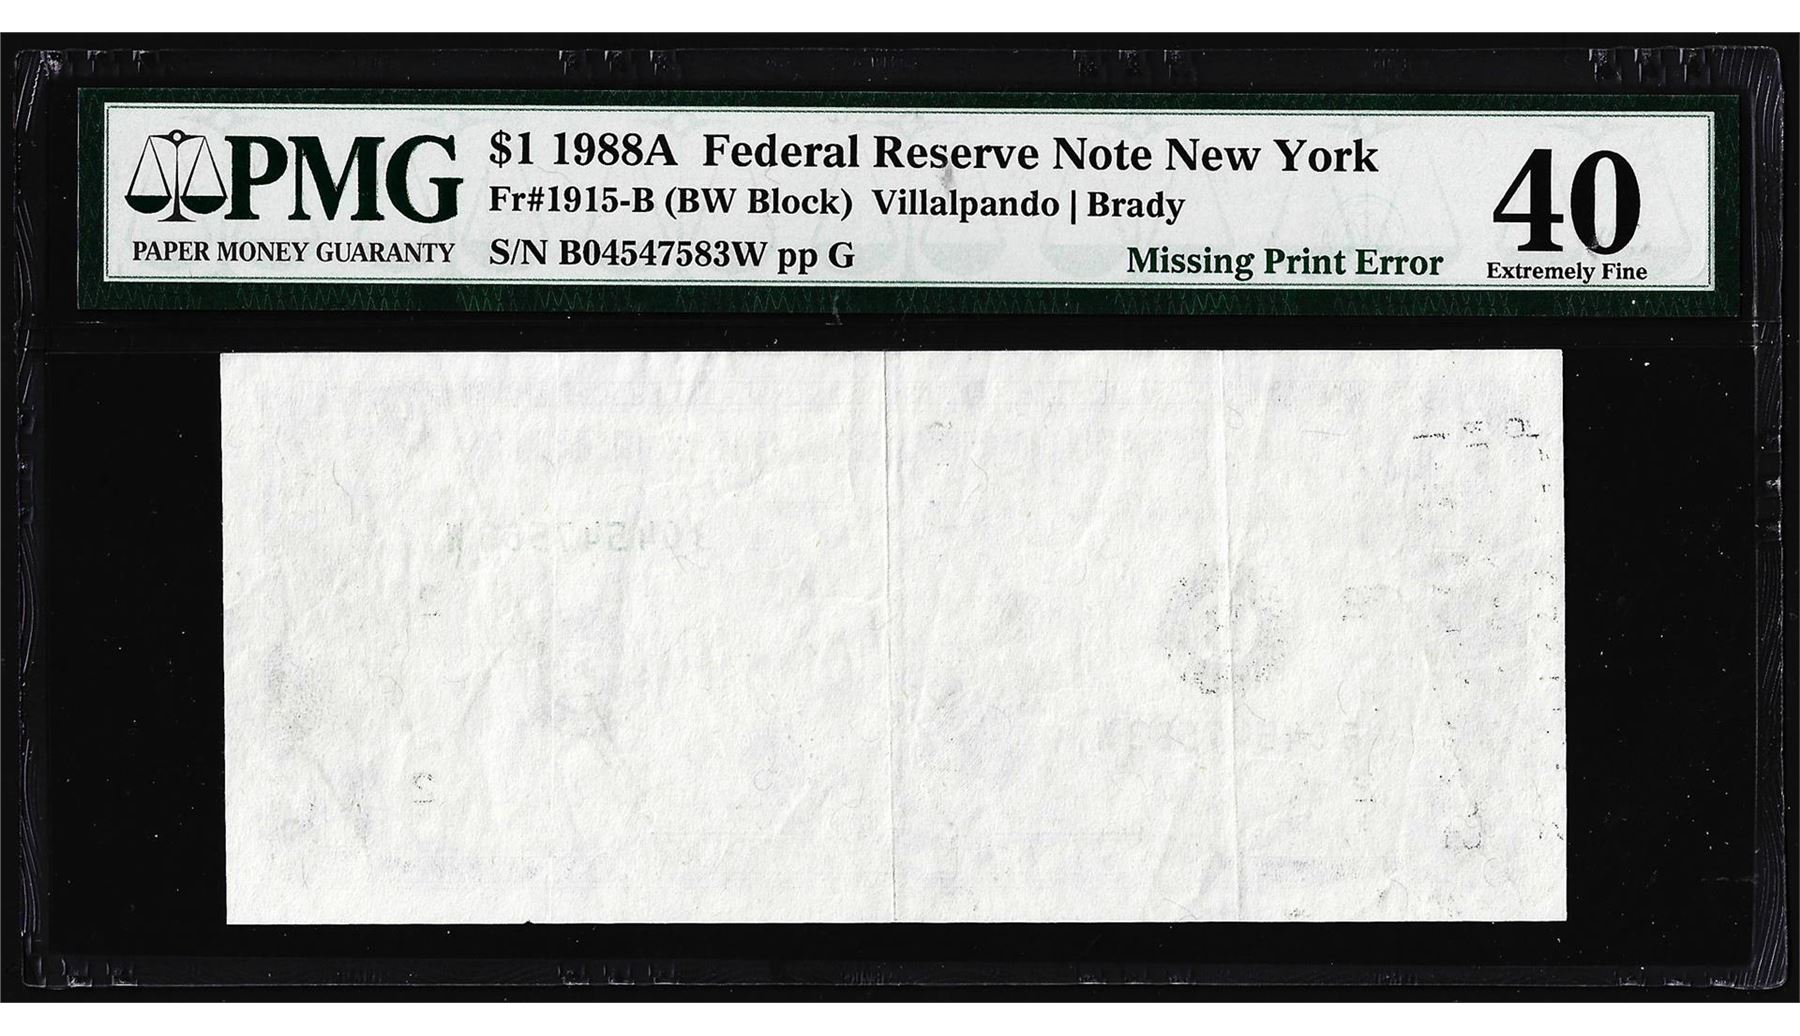 PMG
PAPER MONEY GUARANTY
$1 1988A Federal Reserve Note New York
Fr#1915-B (BW Block) Villalpando | Brady
S/N B04547583W pp G
Missing Print Error
40
Extremely Fine
2